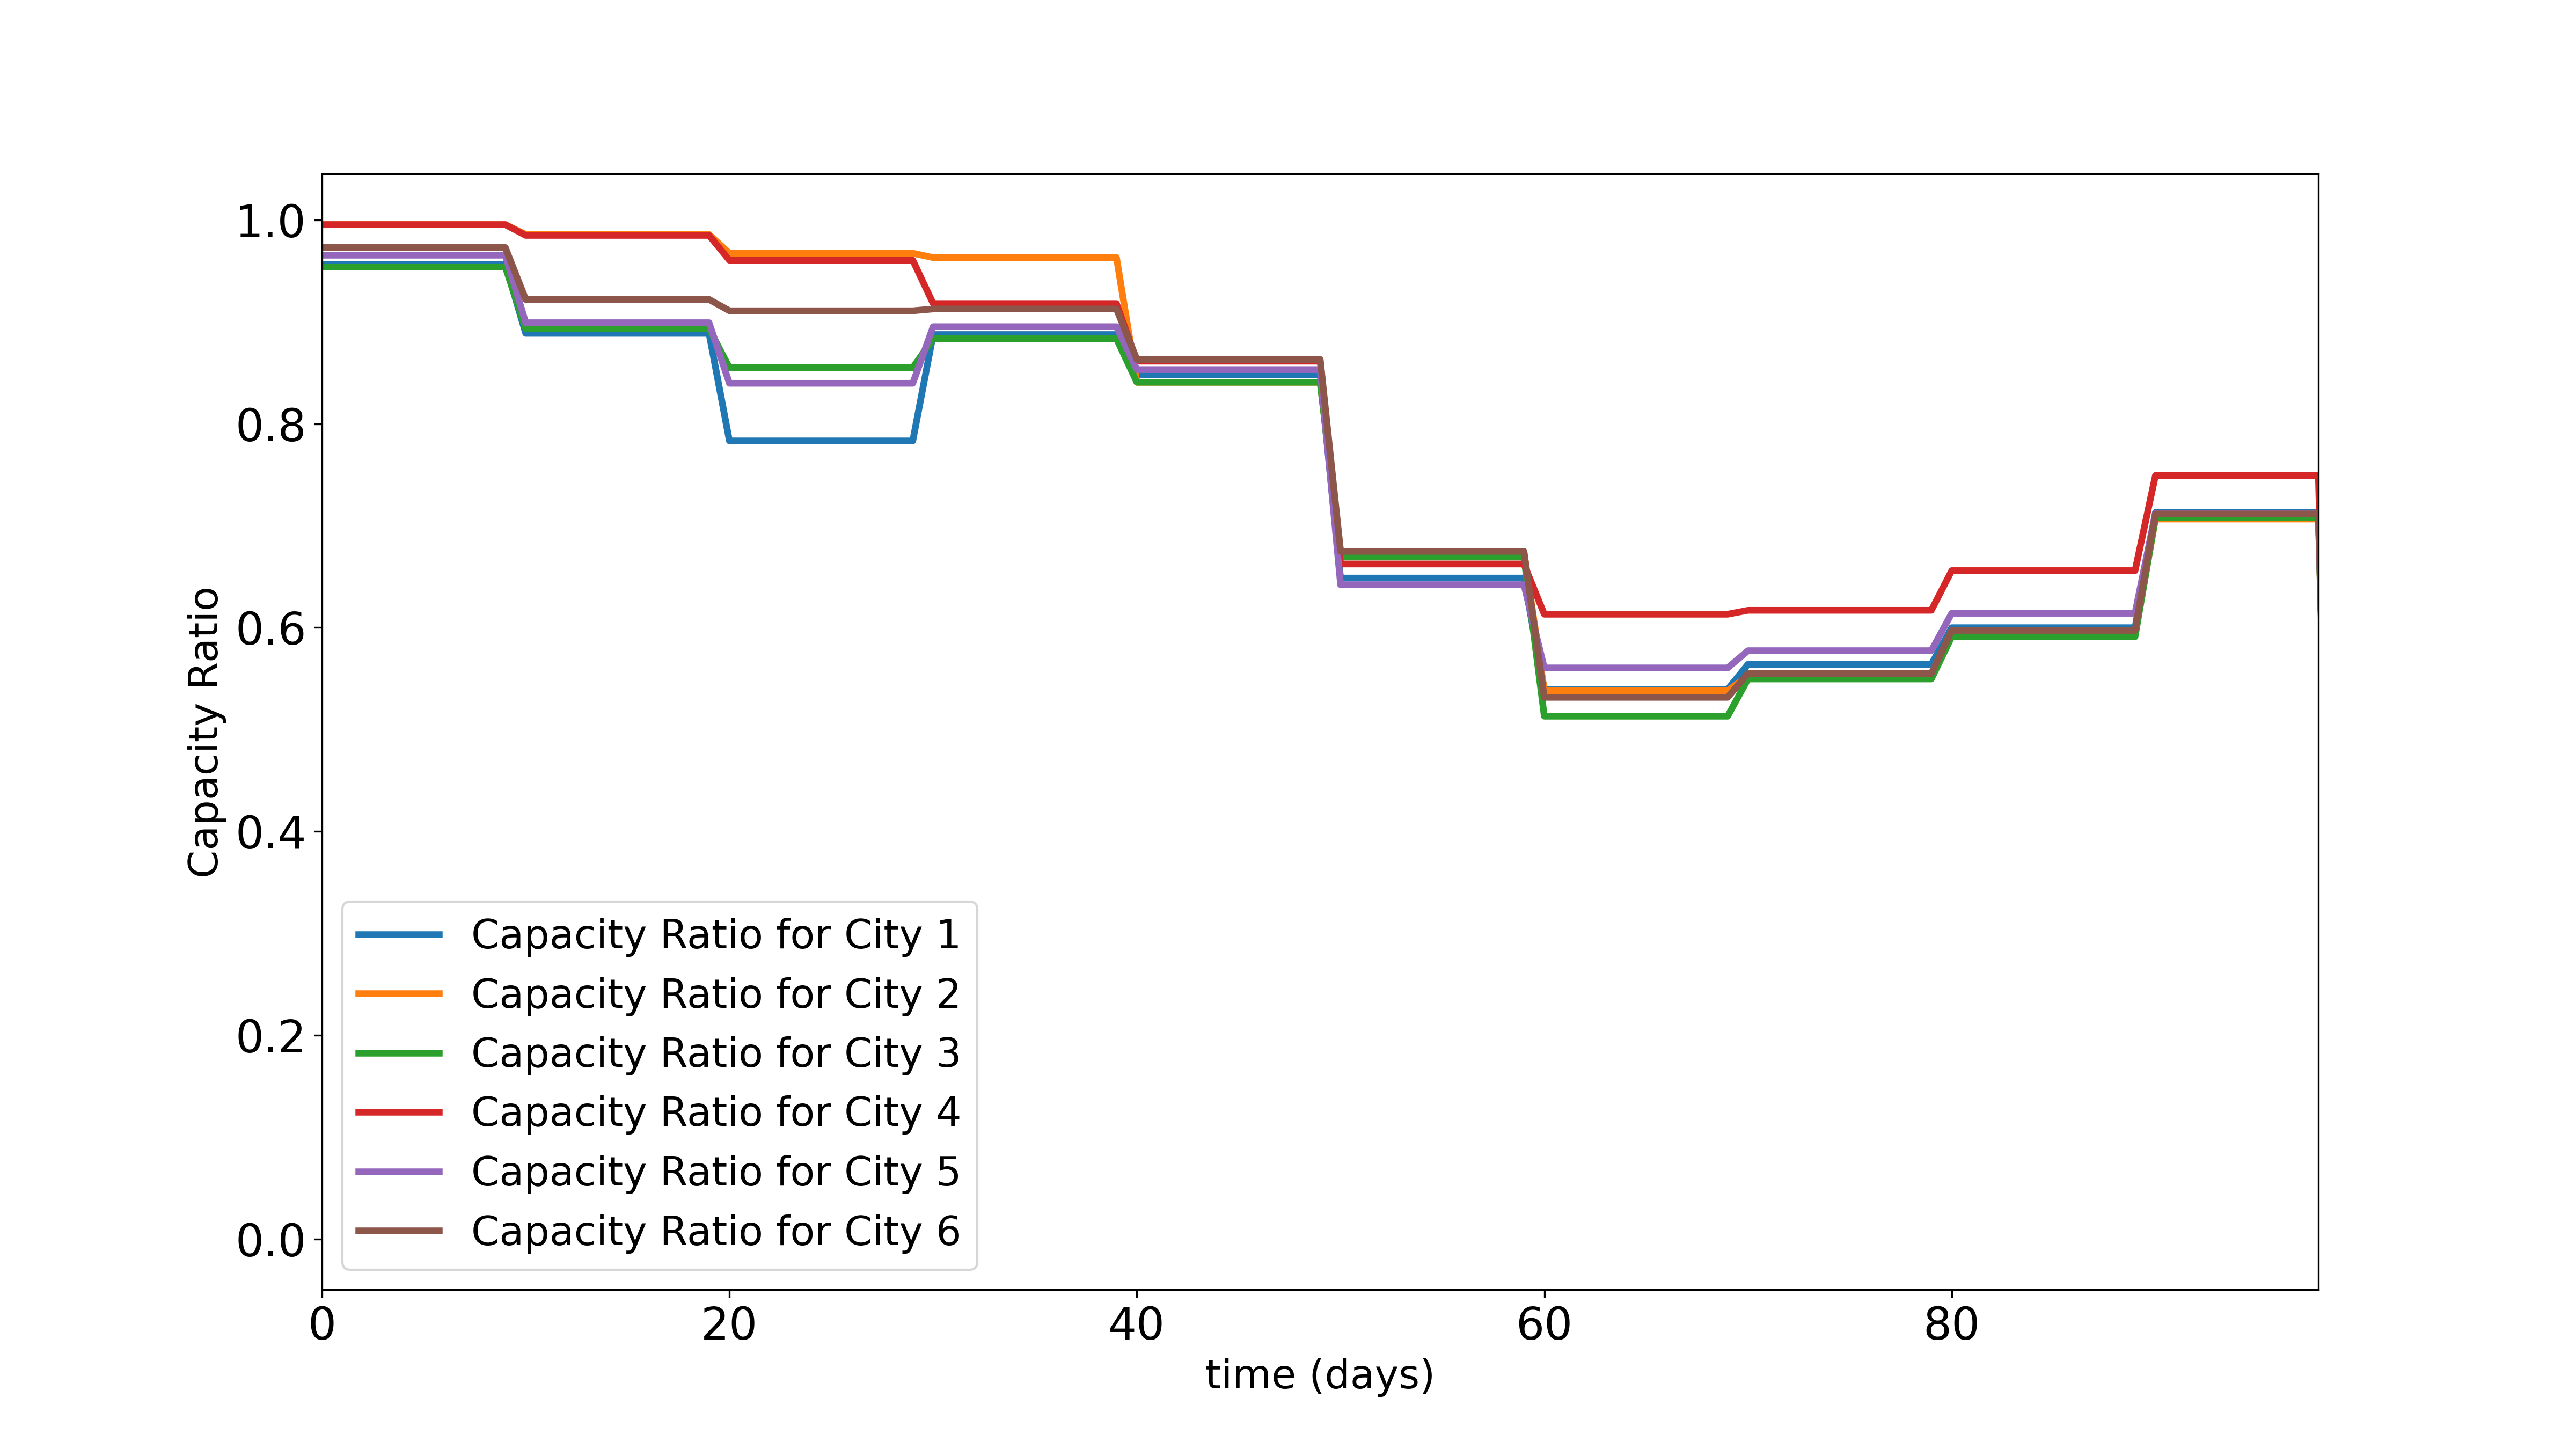 1.0
0.8
0.6
0.4
0.2
0.0
Capacity Ratio
Capacity Ratio for City 1
Capacity Ratio for City 2
Capacity Ratio for City 3
Capacity Ratio for City 4
Capacity Ratio for City 5
Capacity Ratio for City 6
0 20 40 60 80
time (days)